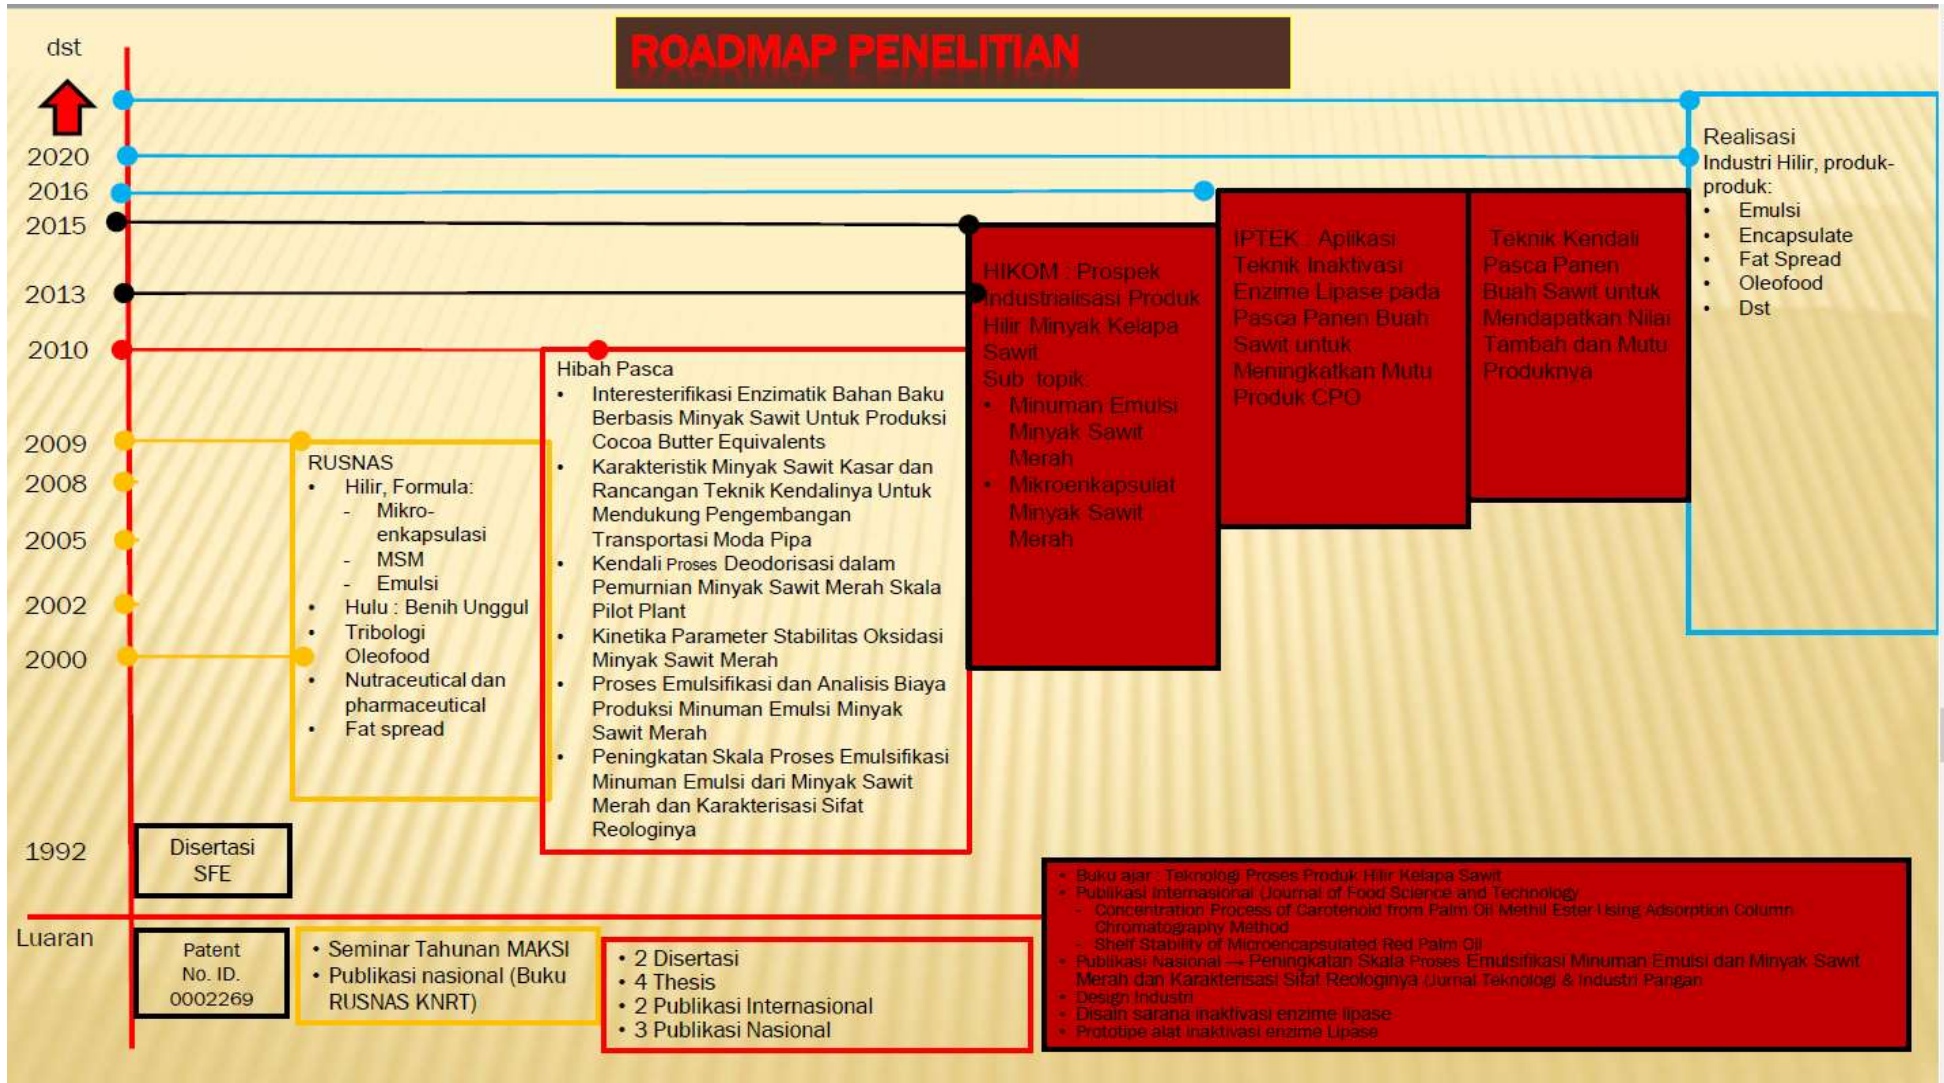 ROADMAP PENELITIAN
dst
2020
2016
2015
2013
2010
2009
2008
2005
2002
2000
1992
Luaran
Disertasi
SFE
Patent
No. ID.
0002269
RUSNAS
• Hilir, Formula:
- Mikro-
enkapsulasi
- MSM
- Emulsi
• Hulu : Benih Unggul
• Tribologi
• Oleofood
• Nutraceutical dan
pharmaceutical
• Fat spread
• Seminar Tahunan MAKSI
• Publikasi nasional (Buku
RUSNAS KNRT)
Hibah Pasca
• Interesterifikasi Enzimatik Bahan Baku
Berbasis Minyak Sawit Untuk Produksi
Cocoa Butter Equivalents
• Karakteristik Minyak Sawit Kasar dan
Rancangan Teknik Kendalinya Untuk
Mendukung Pengembangan
Transportasi Moda Pipa
• Kendali Proses Deodorisasi dalam
Pemurnian Minyak Sawit Merah Skala
Pilot Plant
• Kinetika Parameter Stabilitas Oksidasi
Minyak Sawit Merah
• Proses Emulsifikasi dan Analisis Biaya
Produksi Minuman Emulsi Minyak
Sawit Merah
• Peningkatan Skala Proses Emulsifikasi
Minuman Emulsi dari Minyak Sawit
Merah dan Karakterisasi Sifat
Reologinya
• 2 Disertasi
• 4 Thesis
• 2 Publikasi Internasional
• 3 Publikasi Nasional
HIKOM : Prospek
Industrialisasi Produk
Hilir Minyak Kelapa
Sawit
Sub topik:
• Minuman Emulsi
Minyak Sawit
Merah
• Mikroenkapsulat
Minyak Sawit
Merah
IPTEK : Aplikasi
Teknik Inaktivasi
Enzime Lipase pada
Pasca Panen Buah
Sawit untuk
Meningkatkan Mutu
Produk CPO
Teknik Kendali
Pasca Panen
Buah Sawit untuk
Mendapatkan Nilai
Tambah dan Mutu
Produknya
Realisasi
Industri Hilir, produk-
produk:
• Emulsi
• Encapsulate
• Fat Spread
• Oleofood
• Dst
• Buku ajar : Teknologi Proses Produk Hilir Kelapa Sawit
• Publikasi Internasional (Journal of Food Science and Technology
- Concentration Process of Carotenoid from Palm Oil Methil Ester Using Adsorption Column
Chromatography Method
- Shelf Stability of Microencapsulated Red Palm Oil
• Publikasi Nasional → Peningkatan Skala Proses Emulsifikasi Minuman Emulsi dari Minyak Sawit
Merah dan Karakterisasi Sifat Reologinya (Jurnal Teknologi & Industri Pangan
• Design Industri
• Disain sarana inaktivasi enzime lipase
• Prototipe alat inaktivasi enzime Lipase